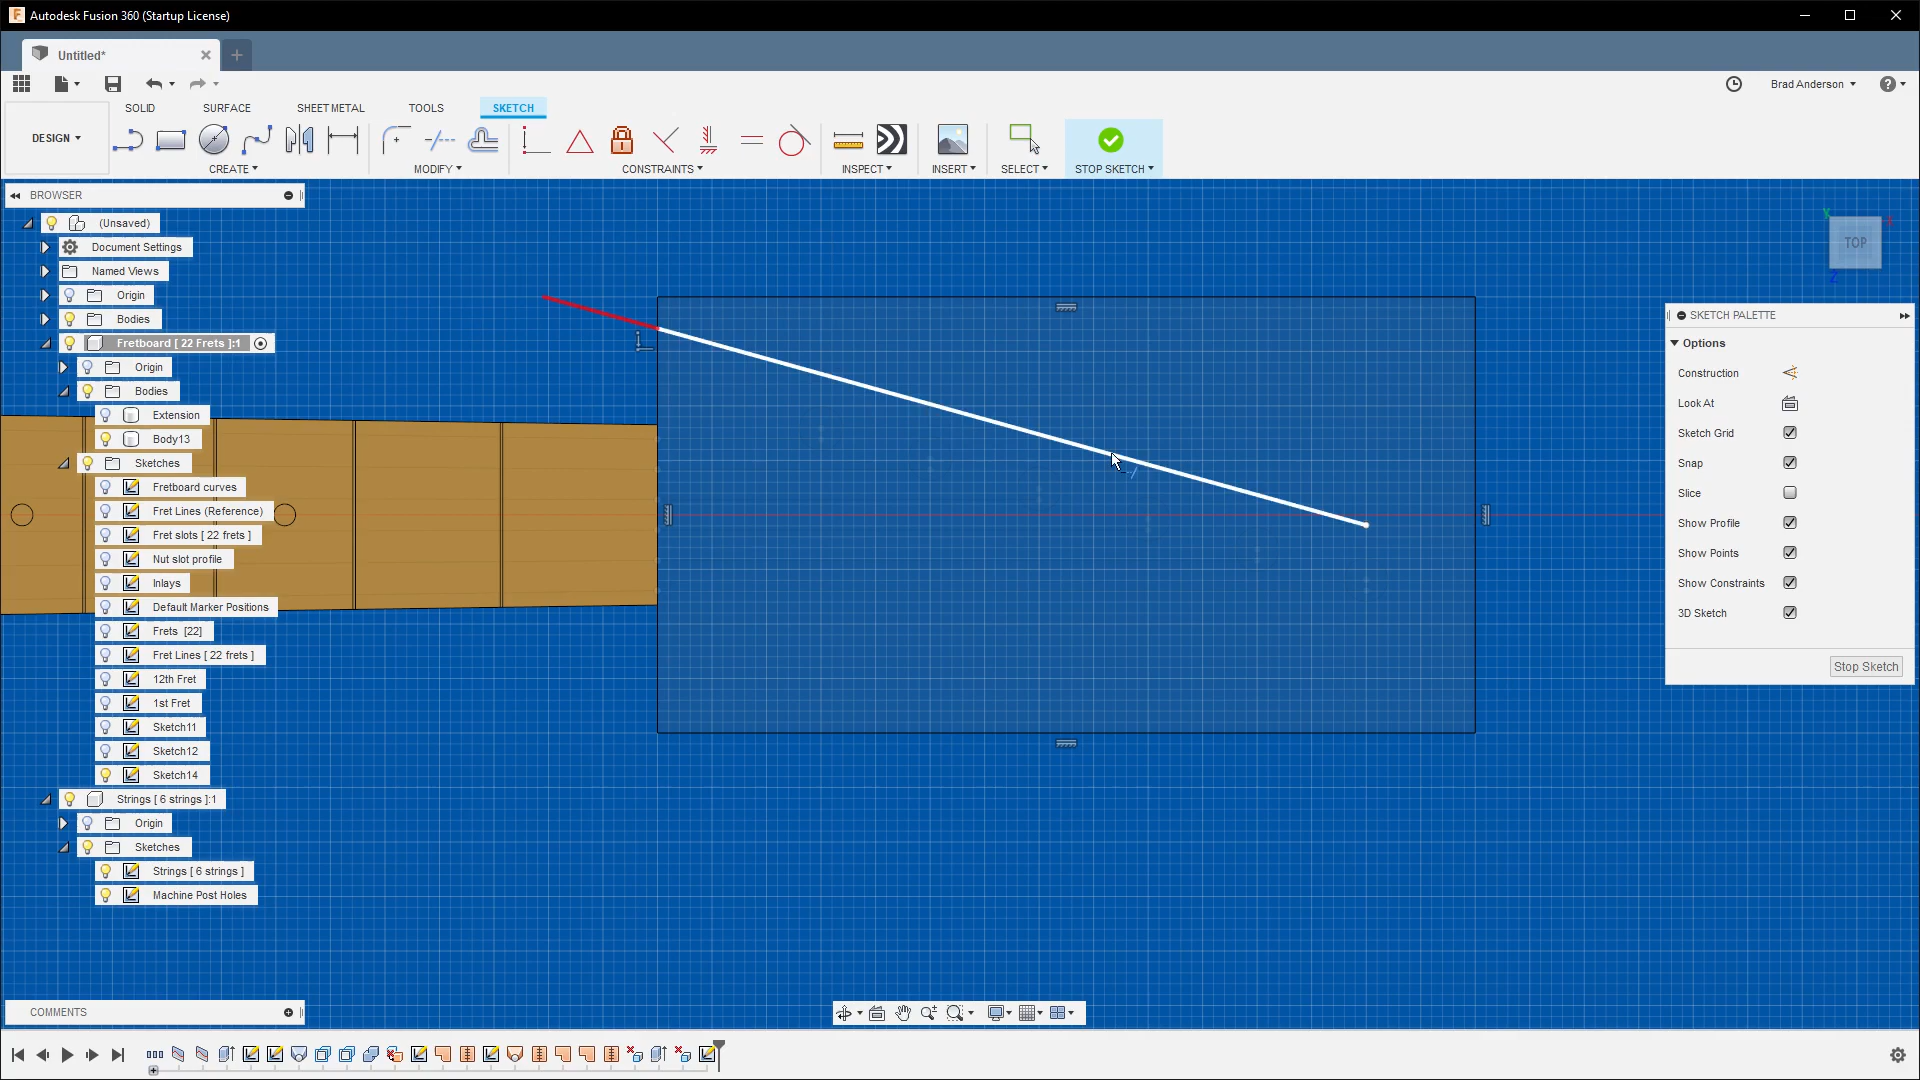 Autodesk Fusion 360 (Startup License)
Untitled*
Brad Anderson
SOLID SURFACE SHEET METAL TOOLS SKETCH
DESIGN
CREATE MODIFY CONSTRAINTS INSPECT INSERT SELECT STOP SKETCH
BROWSER
(Unsaved)
Document Settings
Named Views
Origin
Bodies
Fretboard [ 22 Frets ]:1
Origin
Bodies
Extension
Body13
Sketches
Fretboard curves
Fret Lines (Reference)
Fret slots [ 22 frets ]
Nut slot profile
Inlays
Default Marker Positions
Frets [22]
Fret Lines [ 22 frets ]
12th Fret
1st Fret
Sketch11
Sketch12
Sketch14
Strings [ 6 strings ]:1
Origin
Sketches
Strings [ 6 strings ]
Machine Post Holes
Y
TOP
Z
SKETCH PALETTE
Options
Construction
Look At
Sketch Grid
Snap
Slice
Show Profile
Show Points
Show Constraints
3D Sketch
Stop Sketch
COMMENTS